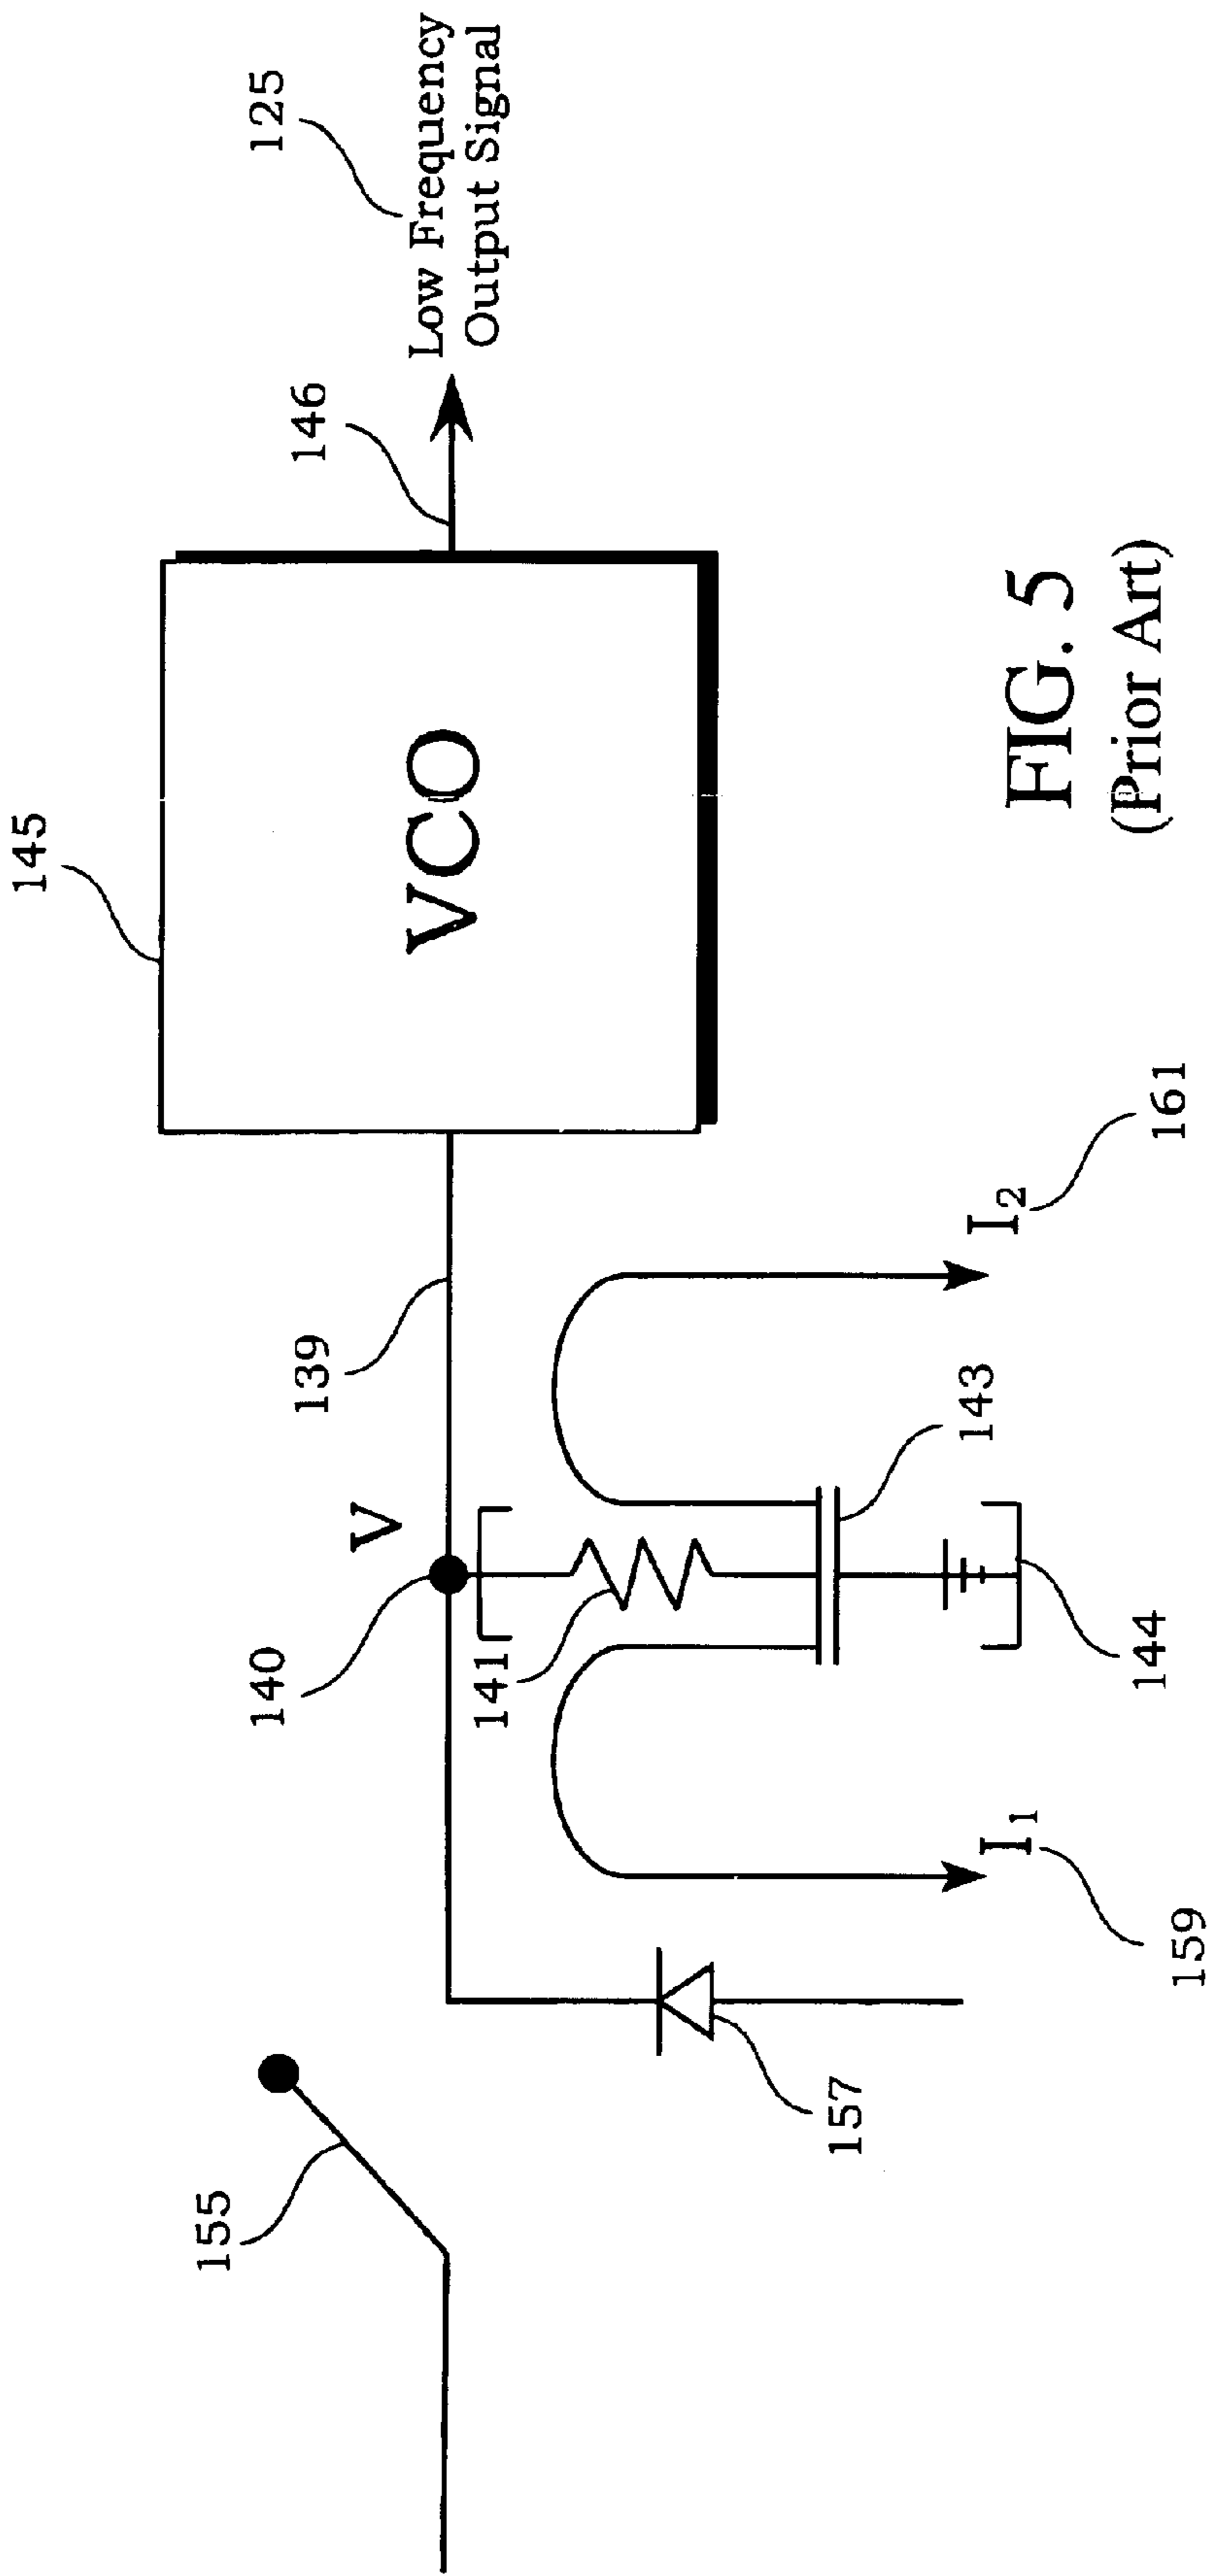 145
146
125
Low Frequency
Output Signal
VCO
155
140
V
139
141
157
143
144
I₁
I₂
159
161
FIG. 5
(Prior Art)